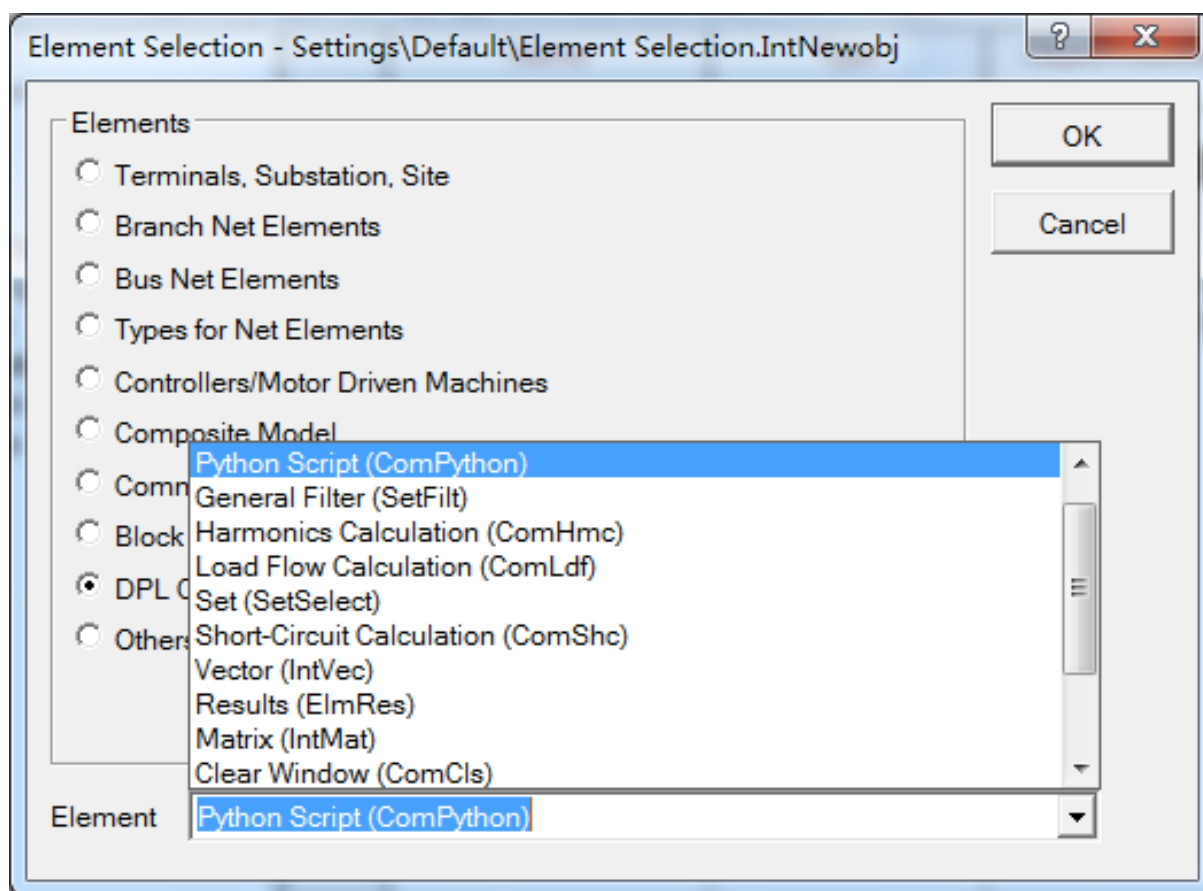 Element Selection - Settings\Default\Element Selection.IntNewobj
Elements
OK
Terminals, Substation, Site
Branch Net Elements
Cancel
Bus Net Elements
Types for Net Elements
Controllers/Motor Driven Machines
Composite Model
Python Script (ComPython)
General Filter (SetFilt)
Harmonics Calculation (ComHmc)
Block
Load Flow Calculation (ComLdf)
DPL
Set (SetSelect)
Others
Short-Circuit Calculation (ComShc)
Vector (IntVec)
Results (ElmRes)
Matrix (IntMat)
Clear Window (ComCls)
Element
Python Script (ComPython)